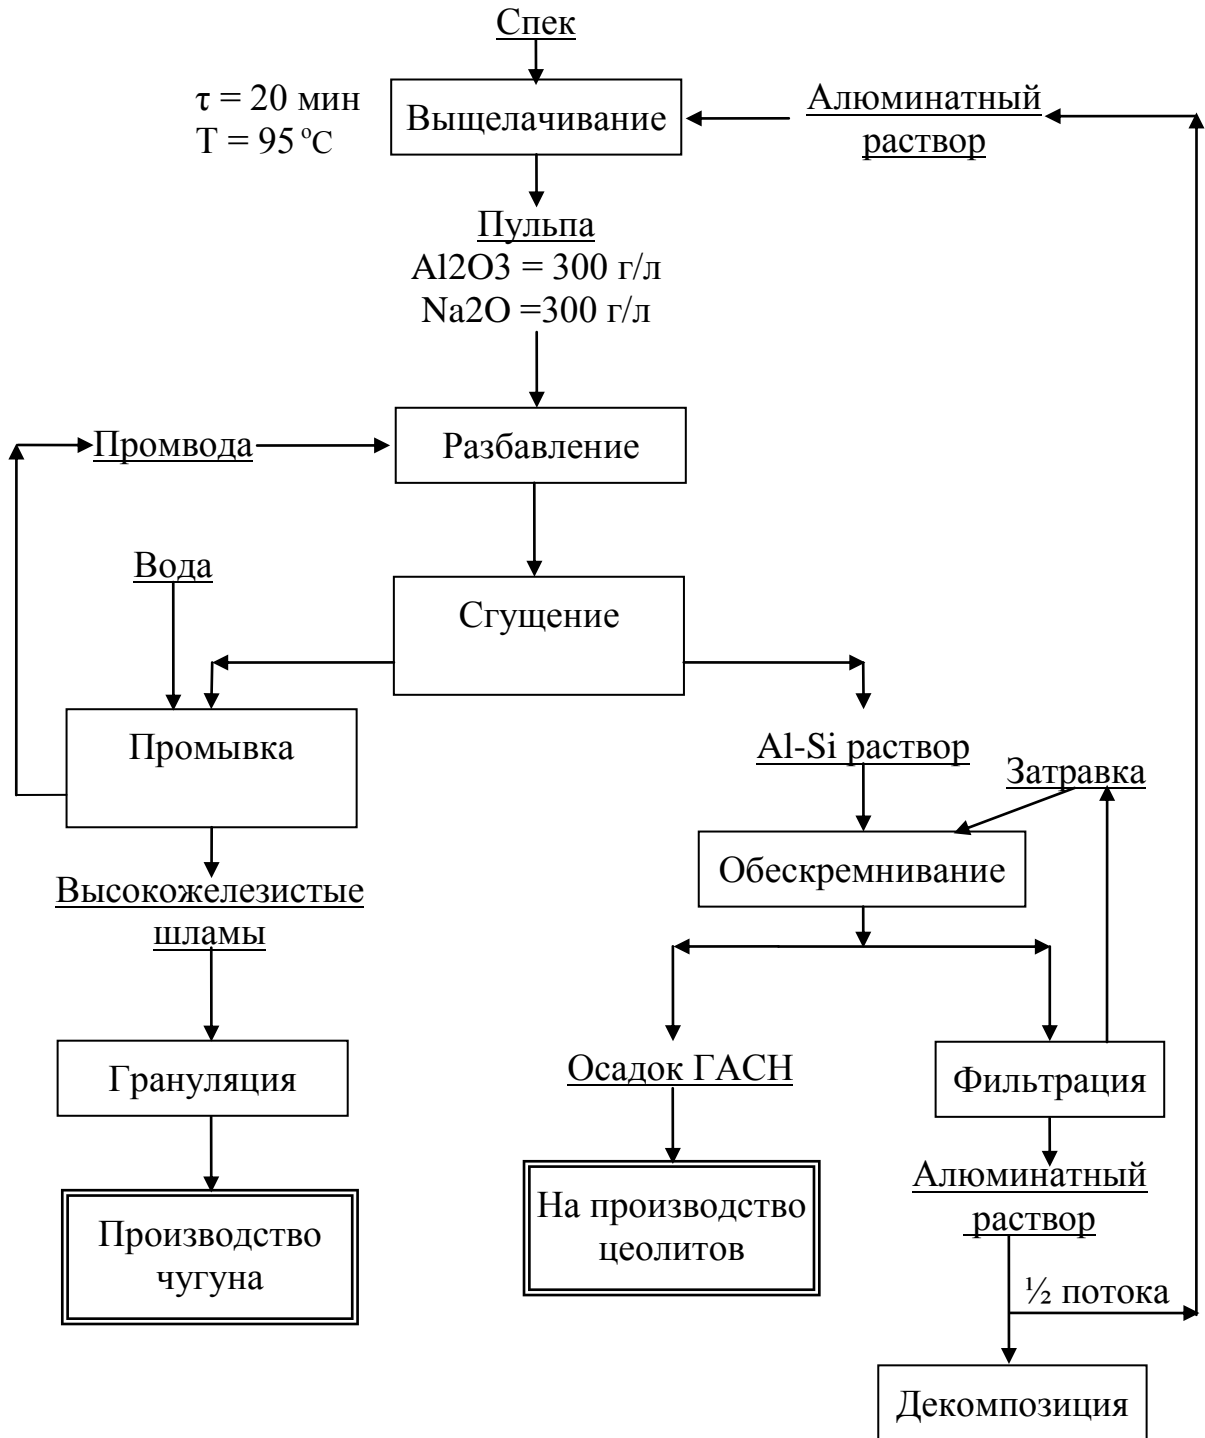 Спек
τ = 20 мин
T = 95 °C
Выщелачивание
Алюминатный
раствор
Пульпа
Al2O3 = 300 г/л
Na2O =300 г/л
Промвода
Разбавление
Вода
Сгущение
Промывка
Al-Si раствор
Затравка
Обескремнивание
Высокожелезистые
шламы
Грануляция
Осадок ГАСН
Фильтрация
Производство
чугуна
На производство
цеолитов
Алюминатный
раствор
½ потока
Декомпозиция